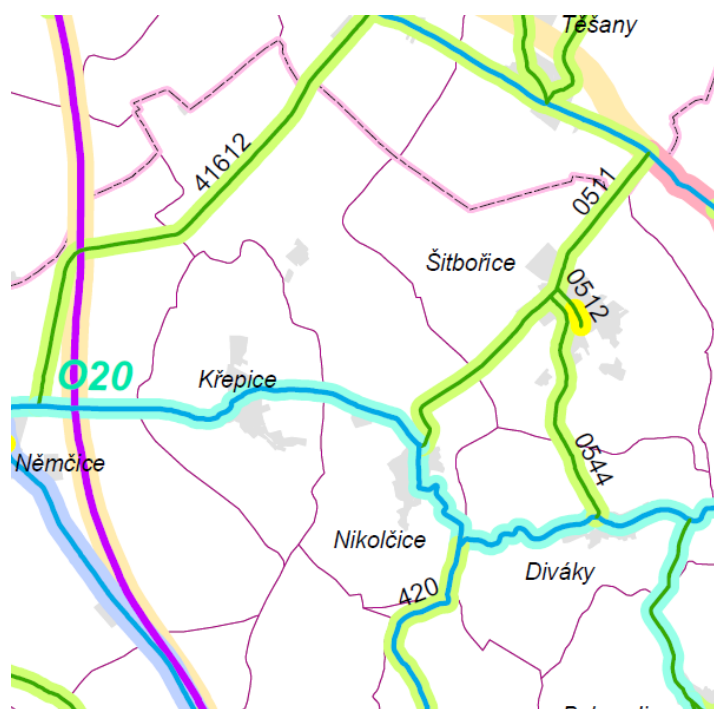 Těšany
41612
0511
Šitbořice
0512
O20
Křepice
Němčice
0544
Nikolčice
Diváky
420